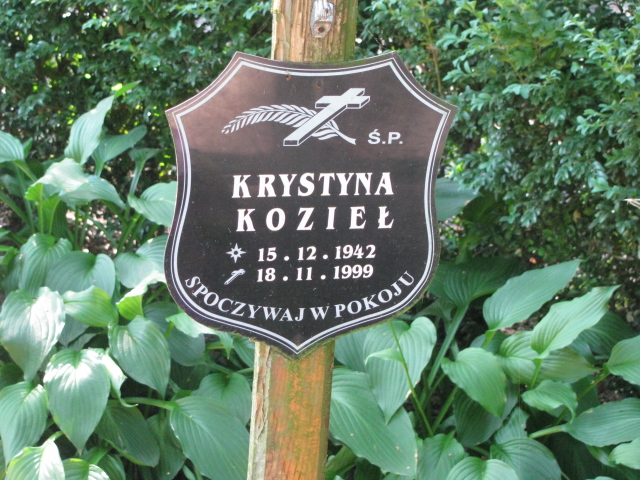 Ś.P.
KRYSTYNA
KOZIEŁ
15.12.1942
18.11.1999
SPOCZYWAJ W POKOJU